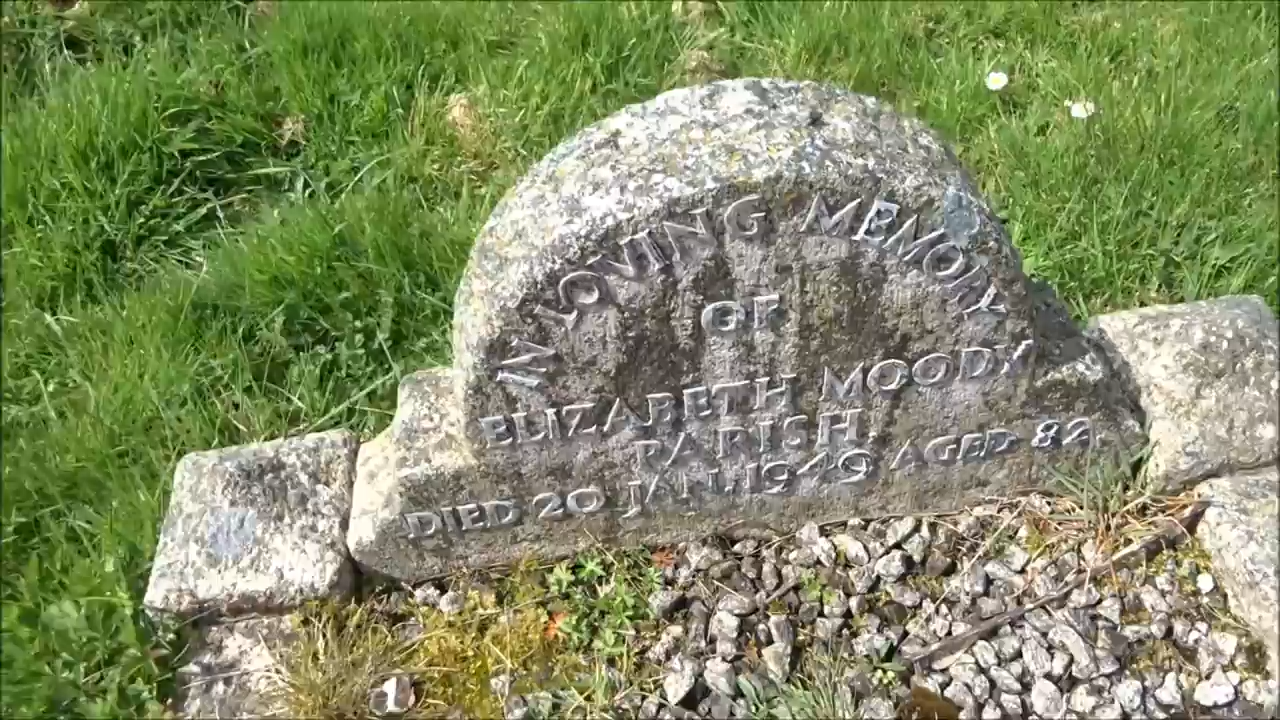 IN LOVING MEMORY
OF
ELIZABETH MOODY
PARISH
DIED 20 JAN. 1949 AGED 82